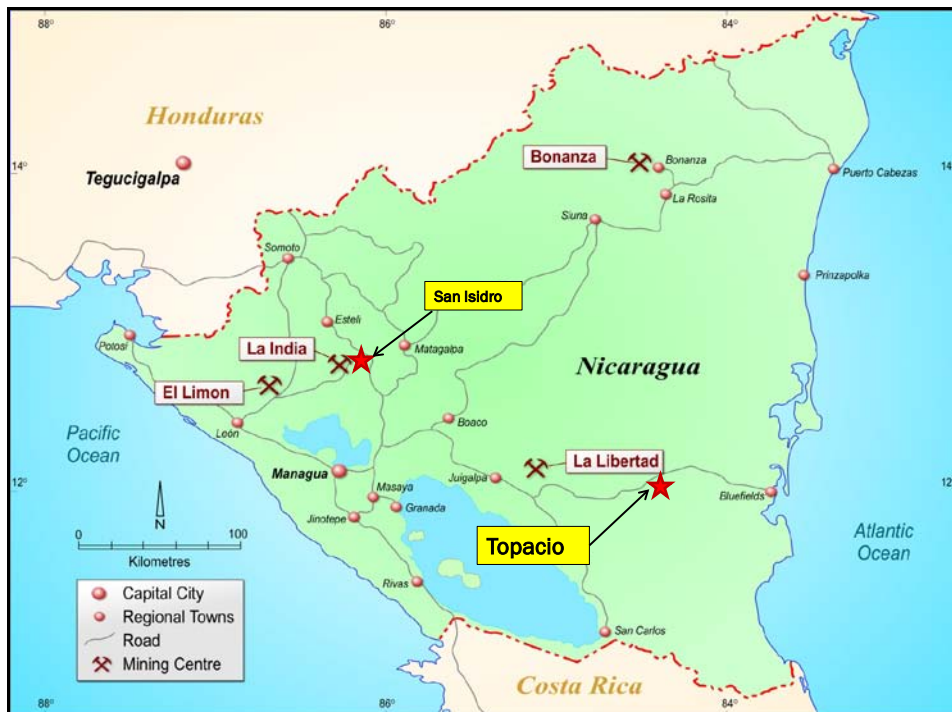 88°
86°
84°
Honduras
Tegucigalpa
14°
14
Bonanza
Bonanza
La Rosita
Puerto Cabezas
Siuna
Somoto
Prinzapolka
San Isidro
Esteli
Potosi
La India
Matagalpa
Nicaragua
El Limon
León
Boaco
Pacific
Ocean
La Libertad
Managua
Juigalpa
12°
12
Masaya
Bluefields
Granada
Jinotepe
N
Topacio
Atlantic
Ocean
0
100
Kilometres
Rivas
Capital City
Regional Towns
Road
Mining Centre
San Carlos
Costa Rica
88°
86
84°